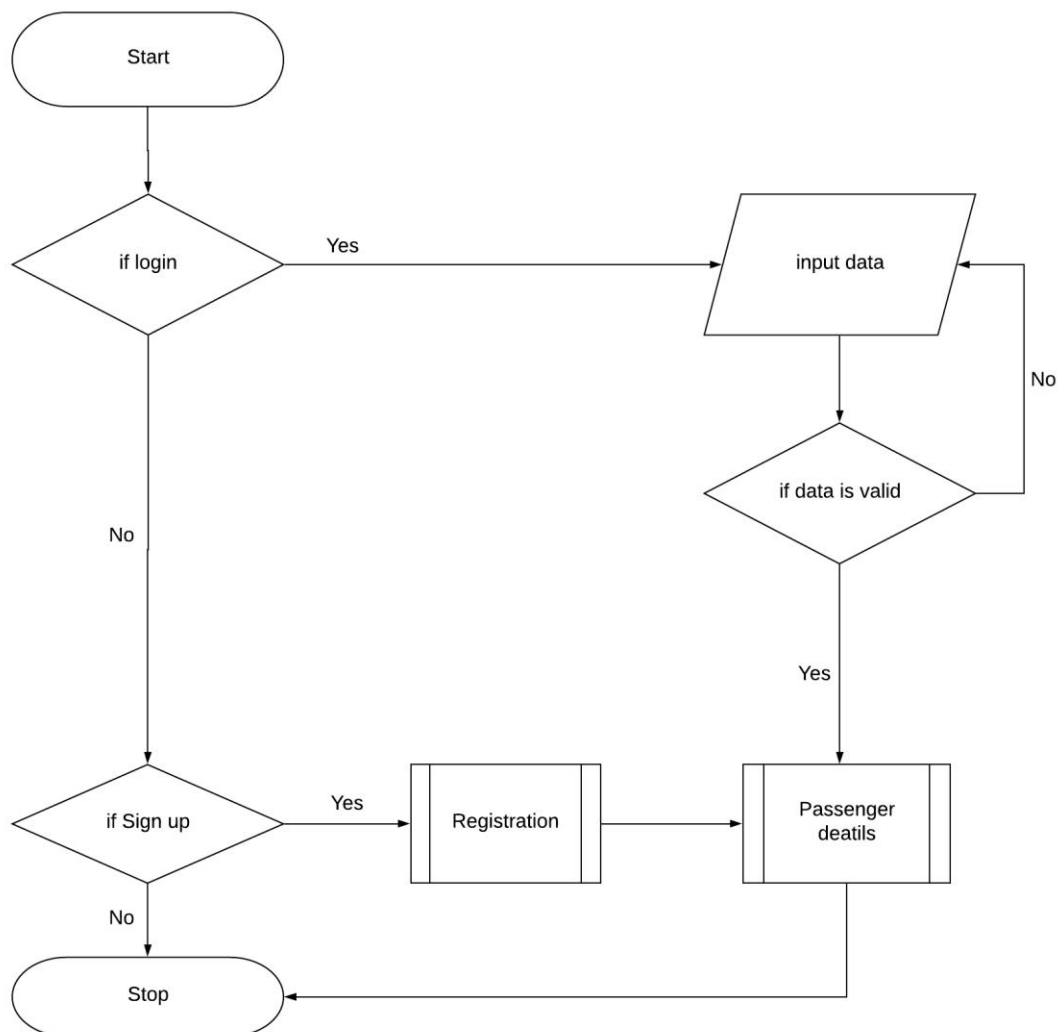 Start
if login
Yes
input data
No
if data is valid
No
Yes
if Sign up
Yes
Registration
Passenger
deatils
No
Stop